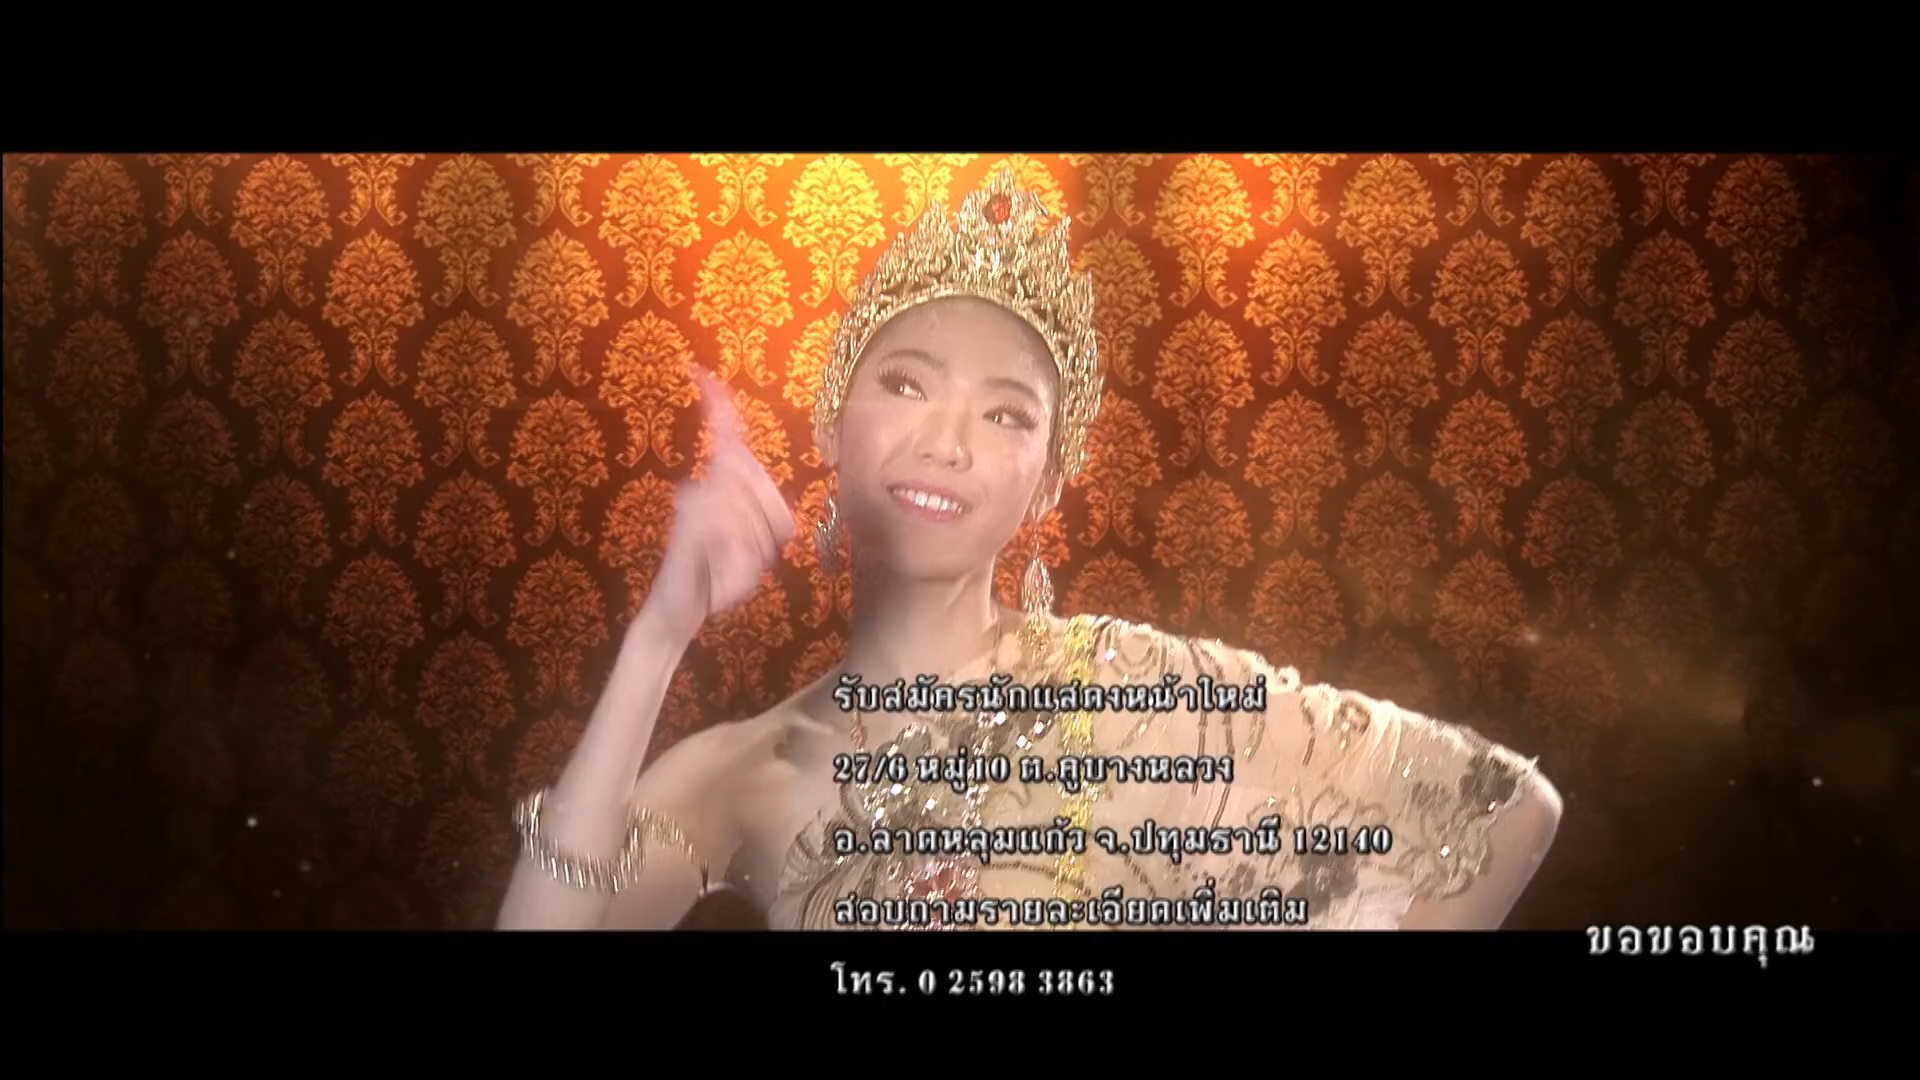 รับสมัครนักแสดงหน้าใหม่
27/6 หมู่ 10 ต.คูบางหลวง
อ.ลาดหลุมแก้ว จ.ปทุมธานี 12140
สอบถามรายละเอียดเพิ่มเติม
โทร. 0 2598 3863
ขอขอบคุณ